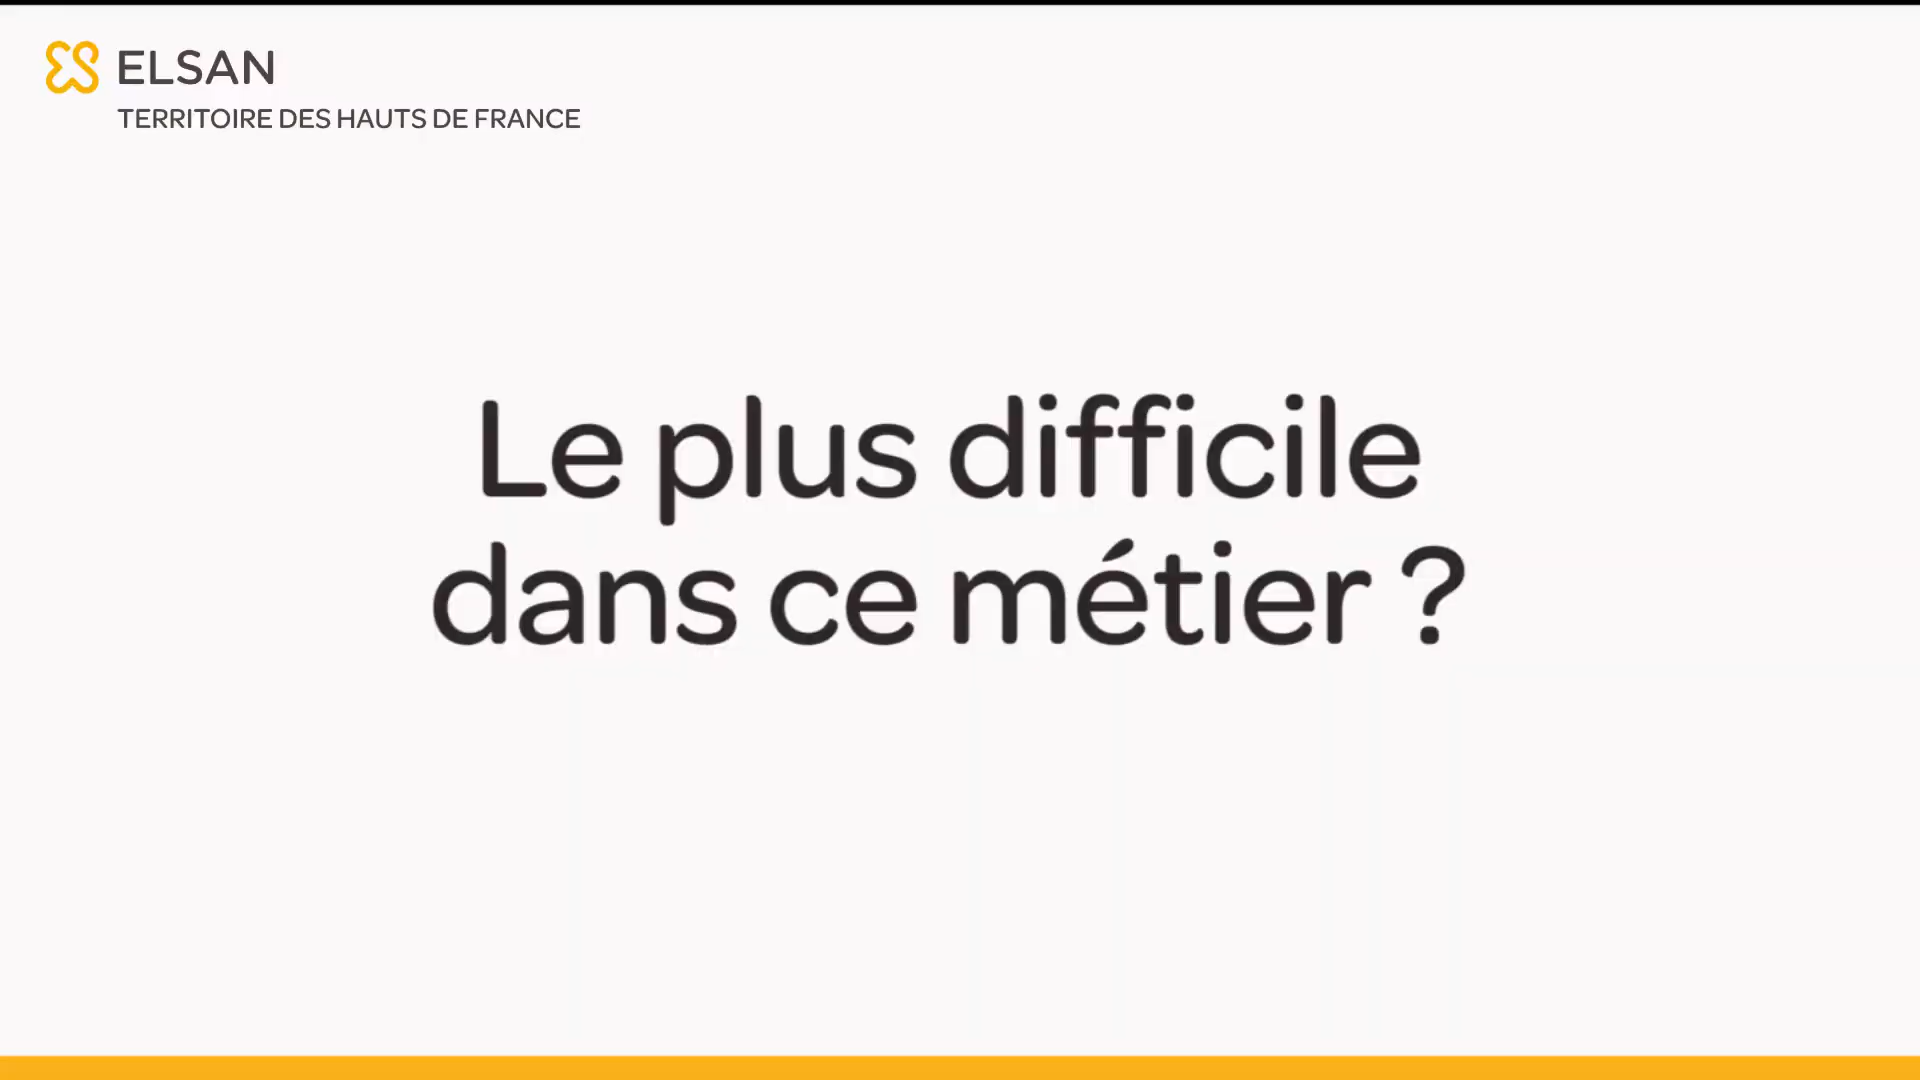 ELSAN
TERRITOIRE DES HAUTS DE FRANCE
Le plus difficile
dans ce métier ?